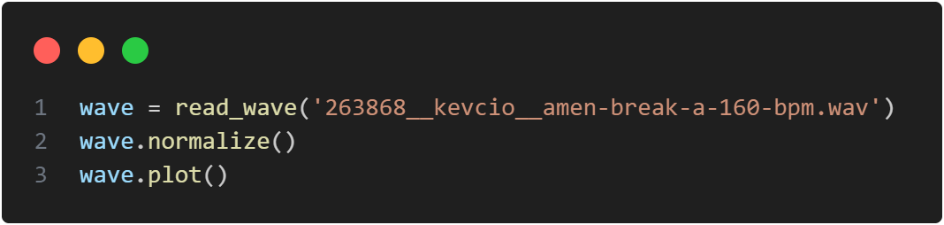 1 wave = read_wave('263868__kevcio__amen-break-a-160-bpm.wav')
2 wave.normalize()
3 wave.plot()